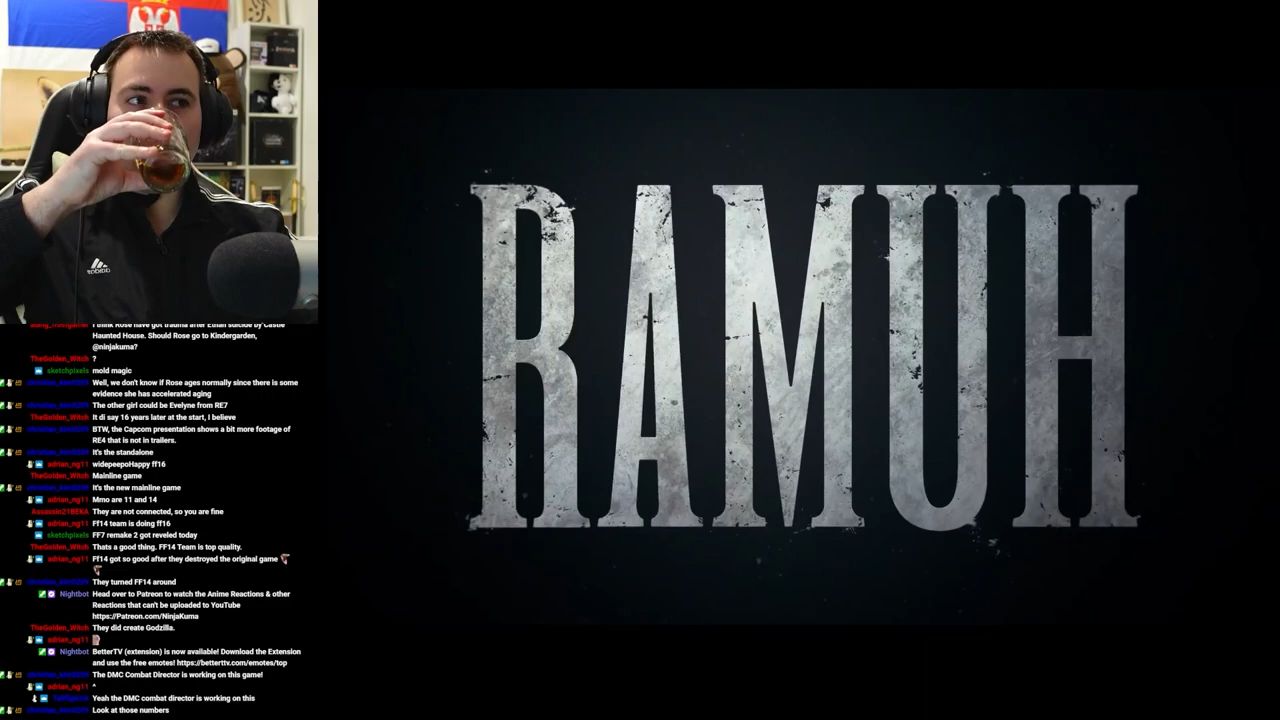 RAMUH
adidas
I think Rose have got trauma after Ethan suicide by Castle
Haunted House. Should Rose go to Kindergarden,
@ninjakuma?
TheGolden_Witch ?
sketchpixels mold magic
Well, we don't know if Rose ages normally since there is some
evidence she has accelerated aging
The other girl could be Evelyne from RE7
TheGolden_Witch It di say 16 years later at the start, I believe
BTW, the Capcom presentation shows a bit more footage of
RE4 that is not in trailers.
It's the standalone
adrian_ng11 widepeepoHappy ff16
TheGolden_Witch Mainline game
It's the new mainline game
adrian_ng11 Mmo are 11 and 14
Assassin21BEKA They are not connected, so you are fine
adrian_ng11 Ff14 team is doing ff16
sketchpixels FF7 remake 2 got reveled today
TheGolden_Witch Thats a good thing. FF14 Team is top quality.
adrian_ng11 Ff14 got so good after they destroyed the original game
They turned FF14 around
Nightbot Head over to Patreon to watch the Anime Reactions & other
Reactions that can't be uploaded to YouTube
https://Patreon.com/NinjaKuma
TheGolden_Witch They did create Godzilla.
adrian_ng11
Nightbot BetterTV (extension) is now available! Download the Extension
and use the free emotes! https://betterttv.com/emotes/top
The DMC Combat Director is working on this game!
adrian_ng11 ^
Yeah the DMC combat director is working on this
Look at those numbers